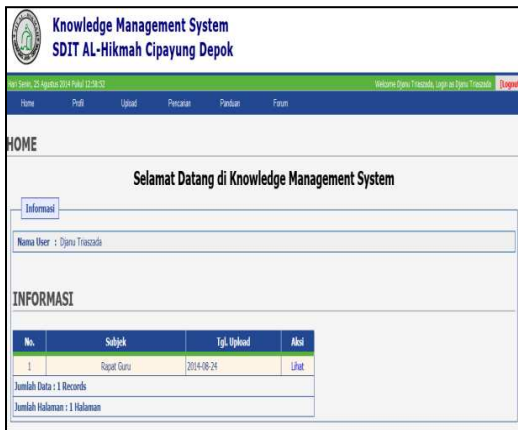 Knowledge Management System
SDIT AL-Hikmah Cipayung Depok
Hari Senin, 25 Agustus 2014 Pukul 12:58:52 Welcome Djanu Triaszada, Login as Djanu Triaszada [Logout
Home Profil Upload Pencarian Panduan Forum
HOME
Selamat Datang di Knowledge Management System
Informasi
Nama User : Djanu Triaszada
INFORMASI
No. Subjek Tgl. Upload Aksi
1 Rapat Guru 2014-08-24 Lihat
Jumlah Data : 1 Records
Jumlah Halaman : 1 Halaman